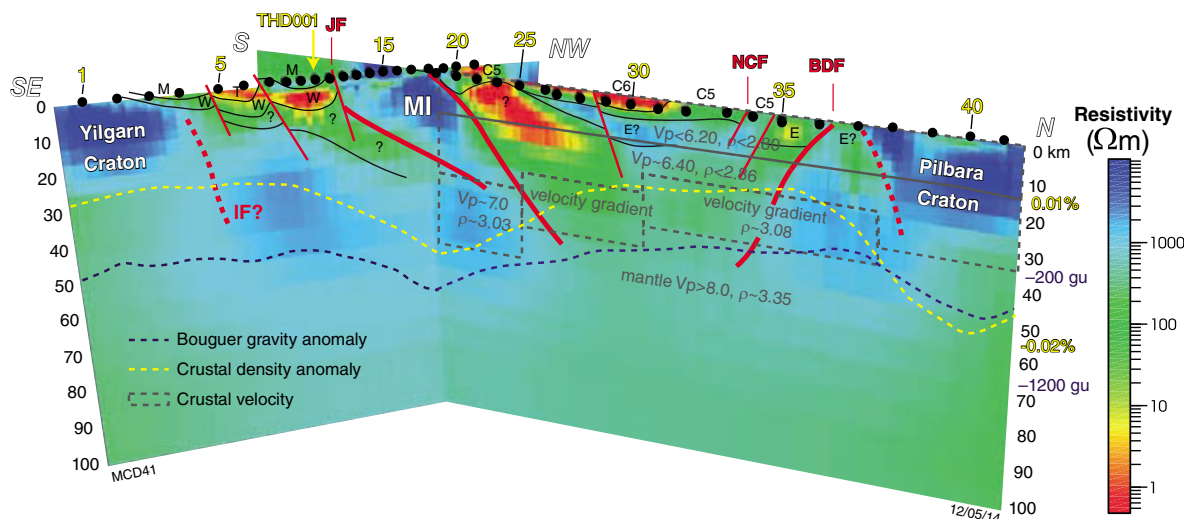 THD001
JF
S
SE
1
5
15
20
25
NW
30
NCF
BDF
35
40
N
M
T
M
W
W
W
?
?
?
?
C5
C6
C5
C5
E?
E
E?
MI
Yilgarn
Craton
Pilbara
Craton
IF?
Vp<6.20, ρ<2.80
Vp~6.40, ρ<2.86
Vp~7.0
ρ~3.03
velocity gradient
velocity gradient
ρ~3.08
mantle Vp>8.0, ρ~3.35
0
10
20
30
40
50
60
70
80
90
100
0 km
10
0.01%
20
30
–200 gu
40
50
-0.02%
60
–1200 gu
70
80
90
100
Bouguer gravity anomaly
Crustal density anomaly
Crustal velocity
MCD41
12/05/14
Resistivity
(Ωm)
1000
100
10
1